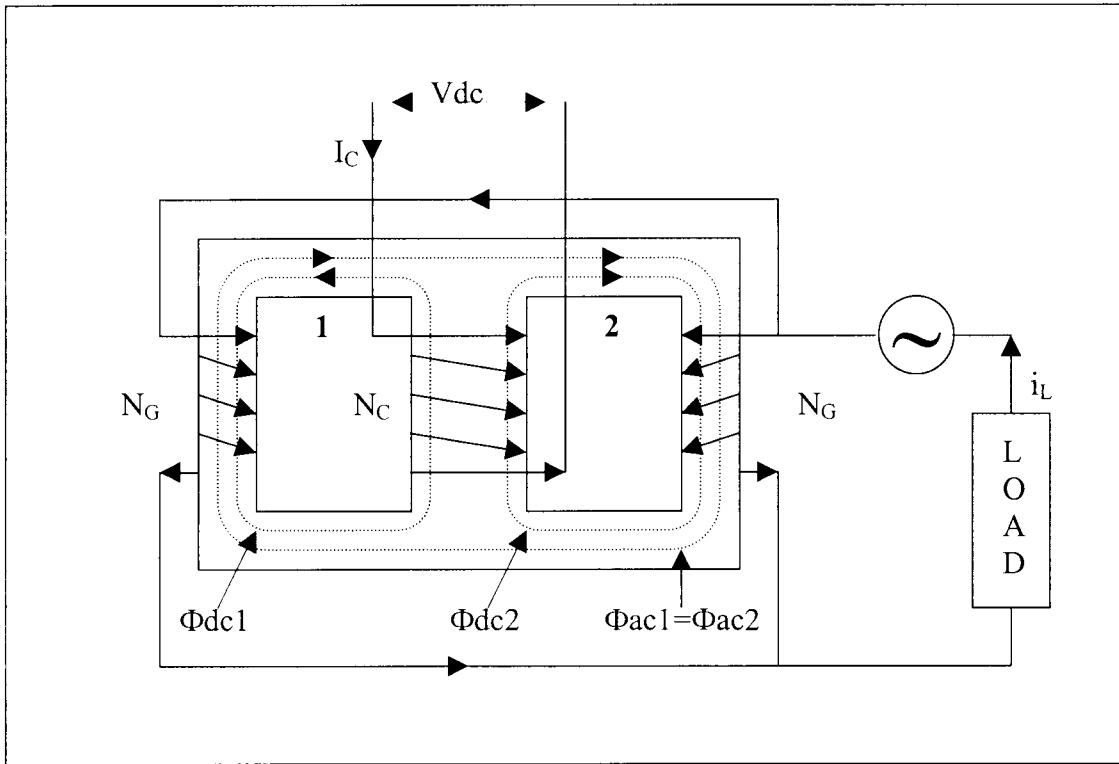 Vdc
I_C
1
2
N_G
N_C
N_G
~
i_L
L
O
A
D
Φdc1
Φdc2
Φac1=Φac2